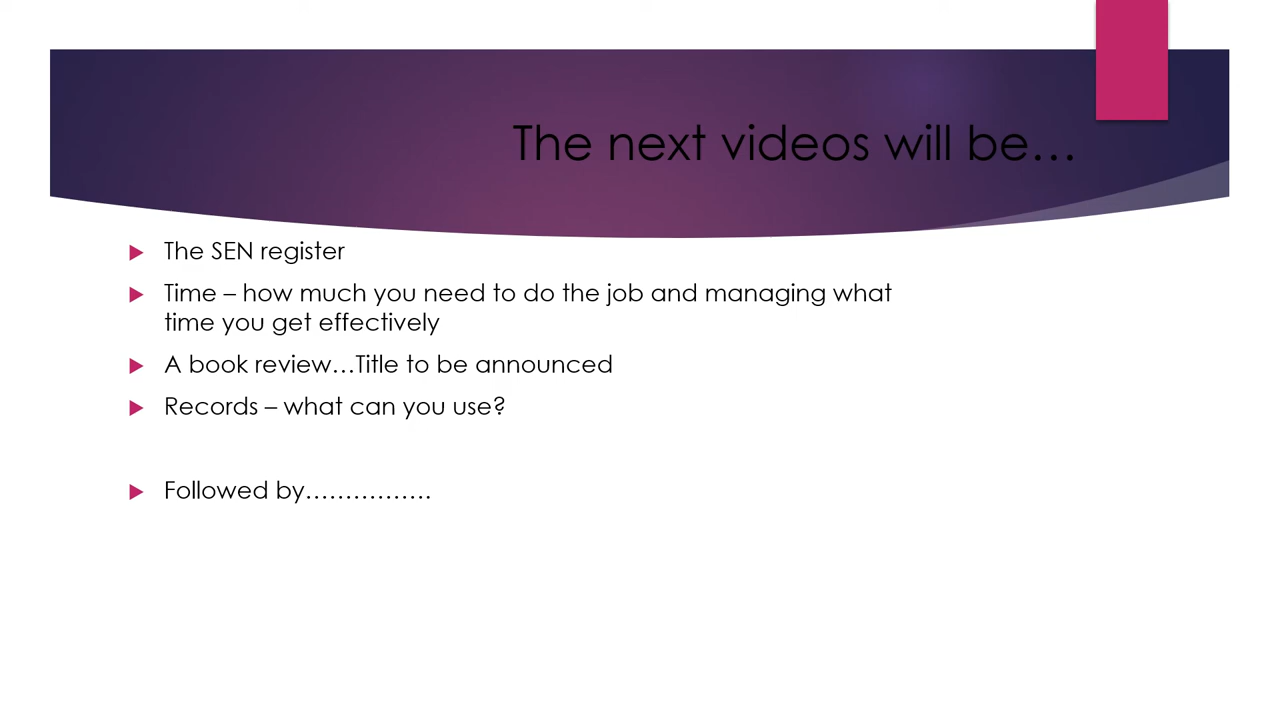 The next videos will be…
The SEN register
Time – how much you need to do the job and managing what
time you get effectively
A book review…Title to be announced
Records – what can you use?
Followed by…………….